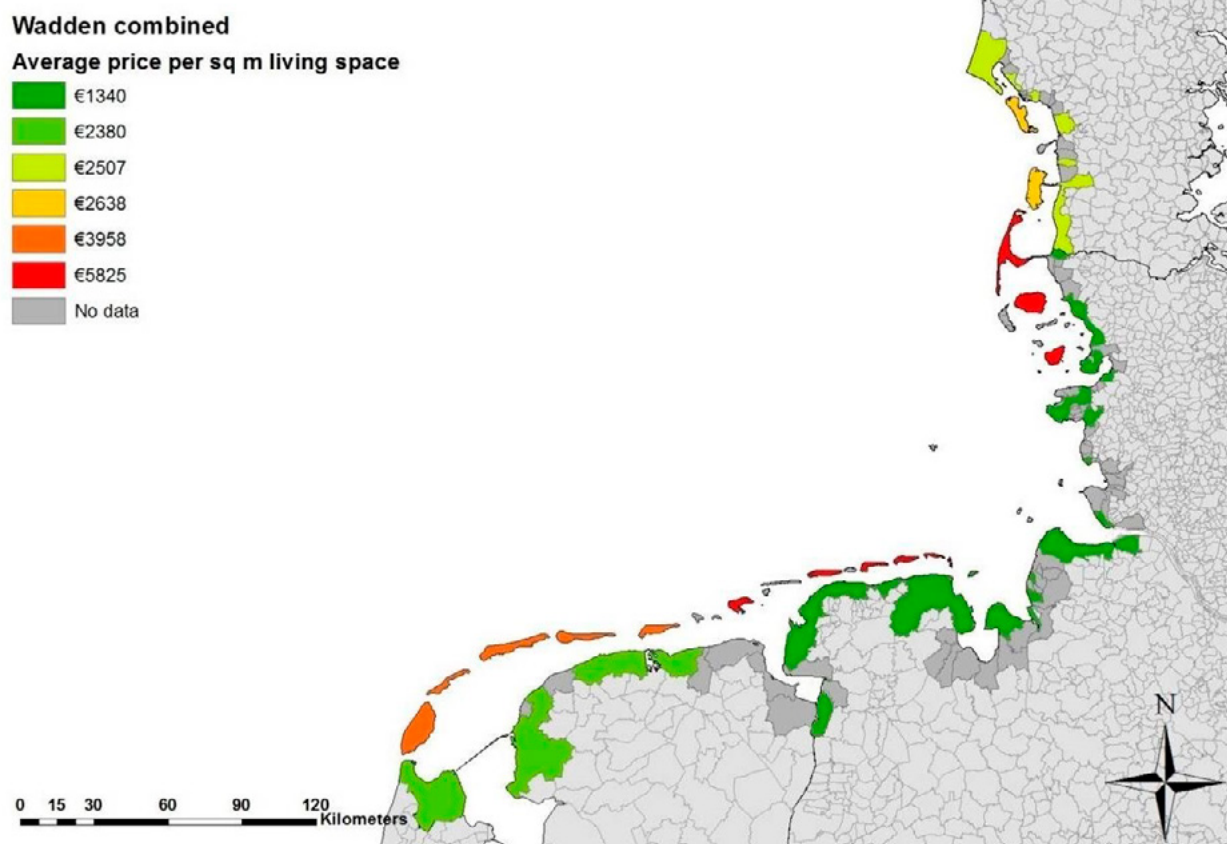 Wadden combined
Average price per sq m living space
€1340
€2380
€2507
€2638
€3958
€5825
No data
N
0 15 30 60 90 120
Kilometers